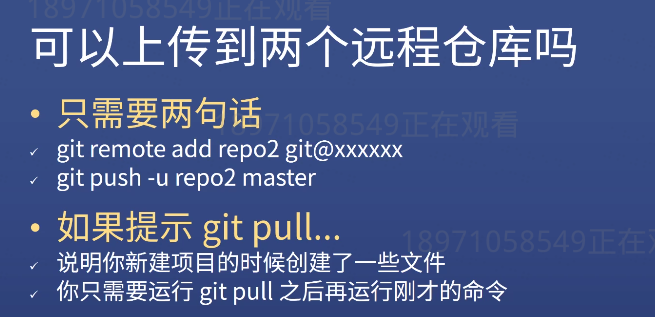 18971058549正在观看
可以上传到两个远程仓库吗
• 只需要两句话
18971058549正在观看
✓ git remote add repo2 git@xxxxxx
✓ git push -u repo2 master
• 如果提示 git pull...
18971058549正在观
✓ 说明你新建项目的时候创建了一些文件
✓ 你只需要运行 git pull 之后再运行刚才的命令